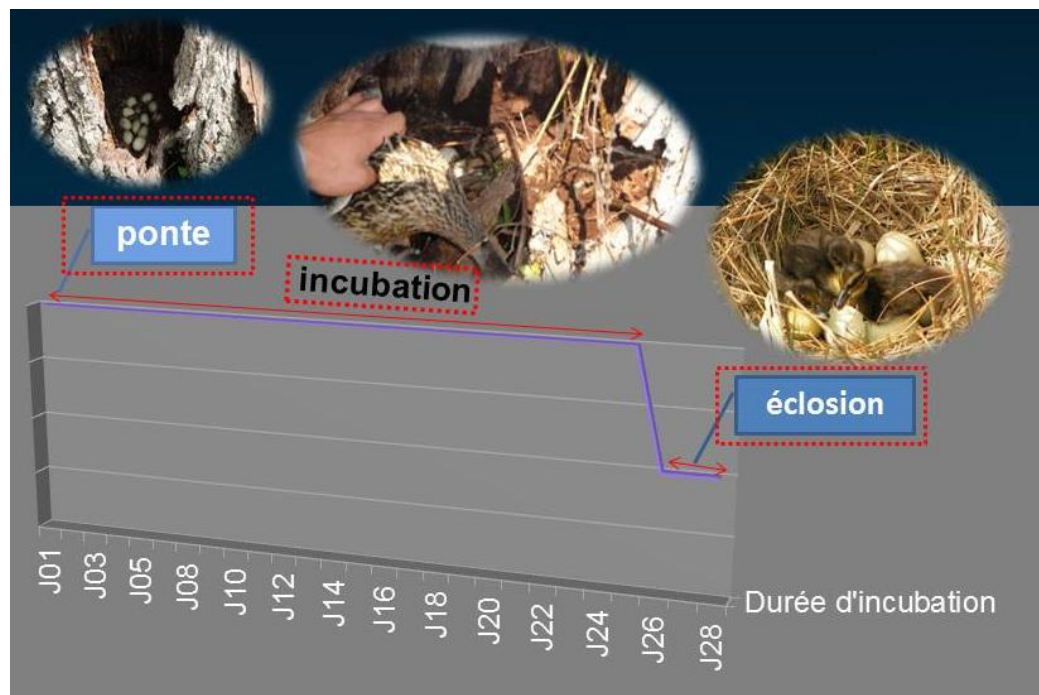 ponte
incubation
éclosion
J01
J03
J05
J08
J10
J12
J14
J16
J18
J20
J22
J24
J26
J28
Durée d'incubation